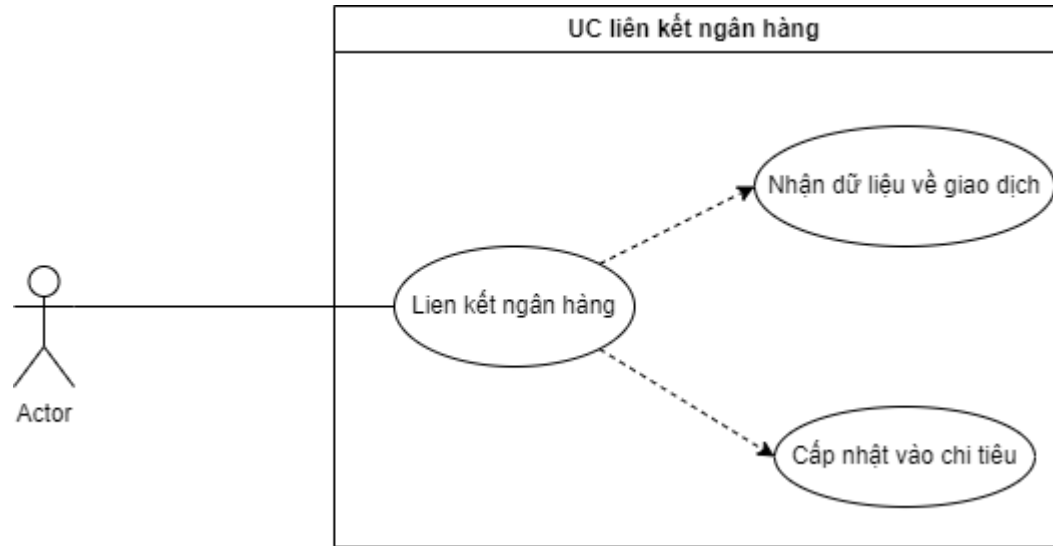 UC liên kết ngân hàng
Nhận dữ liệu về giao dịch
Lien kết ngân hàng
Actor
Cấp nhật vào chi tiêu